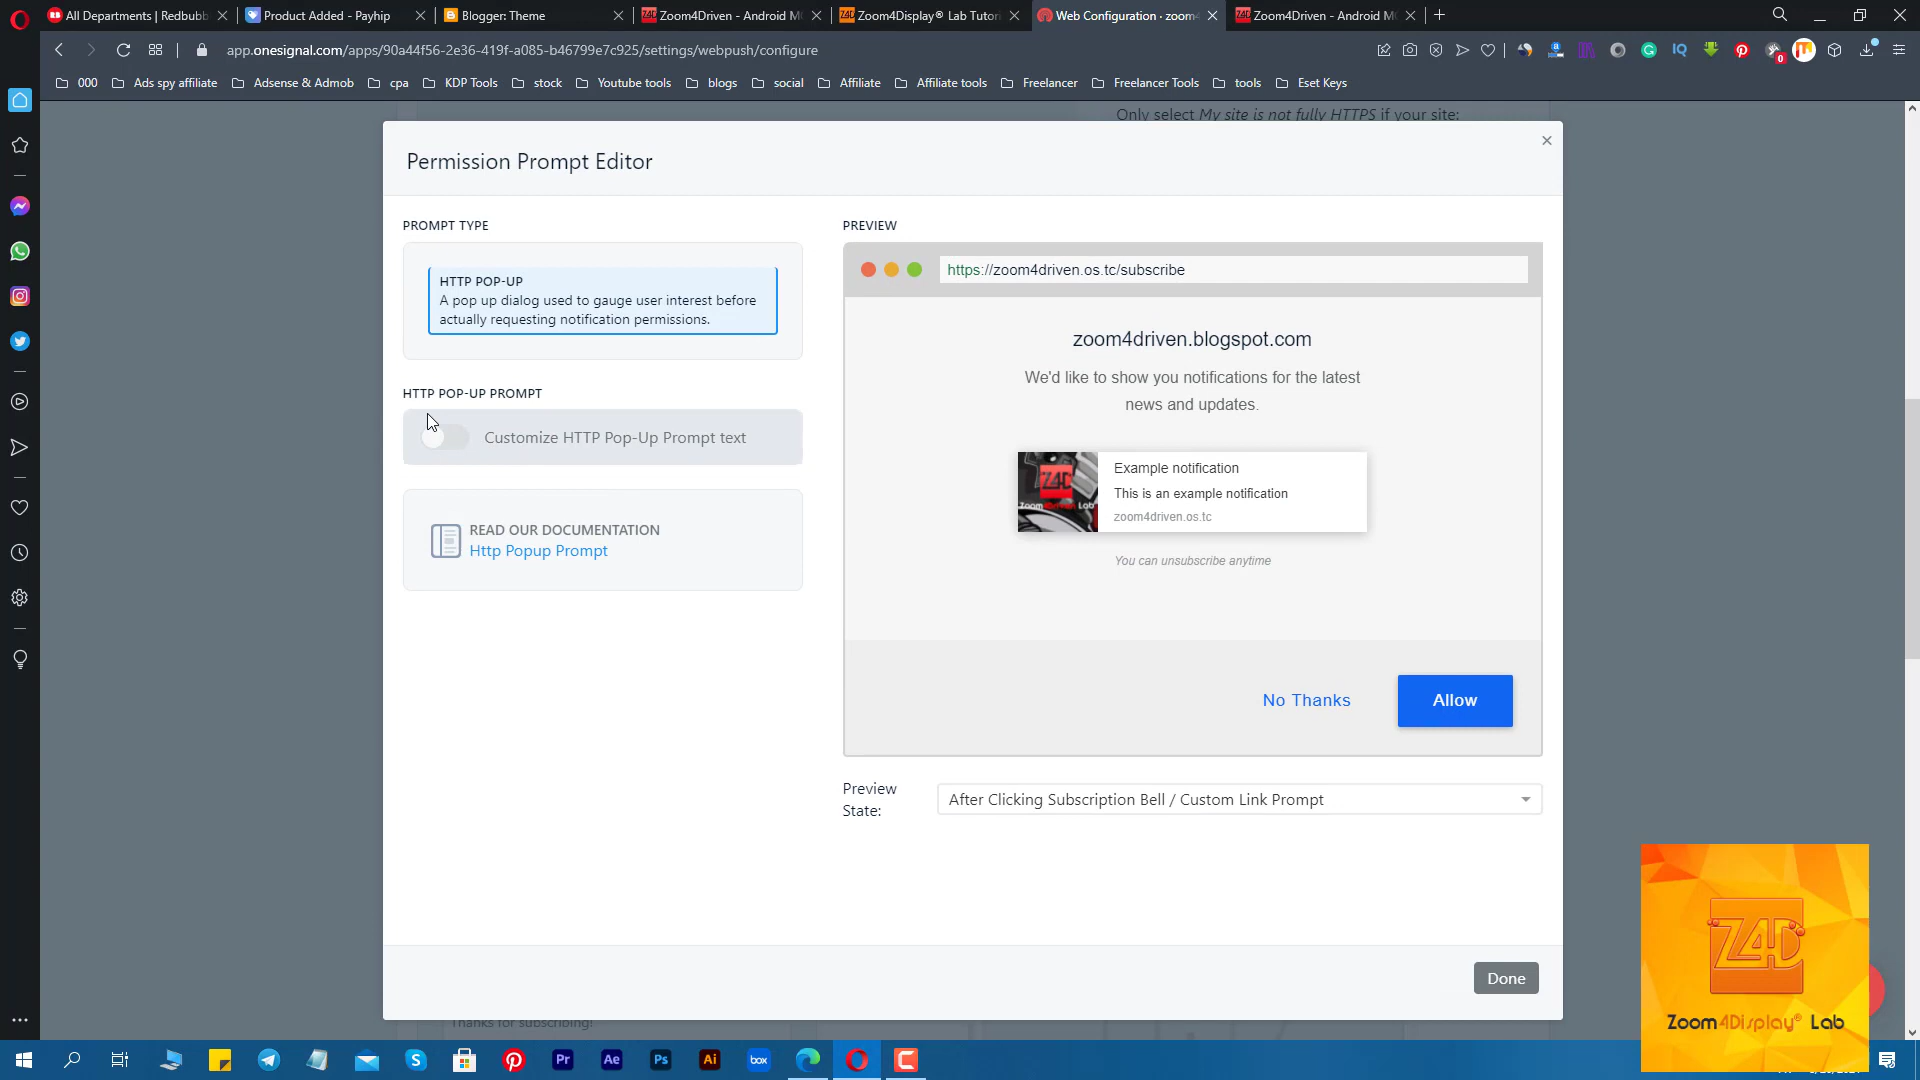 All Departments | Redbubb
Product Added - Payhip
Blogger: Theme
Zoom4Driven - Android M
Zoom4Display® Lab Tutori
Web Configuration · zoom
Zoom4Driven - Android M
app.onesignal.com/apps/90a44f56-2e36-419f-a085-b46799e7c925/settings/webpush/configure
000
Ads spy affiliate
Adsense & Admob
cpa
KDP Tools
stock
Youtube tools
blogs
social
Affiliate
Affiliate tools
Freelancer
Freelancer Tools
tools
Eset Keys
Only select My site is not fully HTTPS if your site:
Permission Prompt Editor
PROMPT TYPE
HTTP POP-UP
A pop up dialog used to gauge user interest before
actually requesting notification permissions.
HTTP POP-UP PROMPT
Customize HTTP Pop-Up Prompt text
READ OUR DOCUMENTATION
Http Popup Prompt
PREVIEW
https://zoom4driven.os.tc/subscribe
zoom4driven.blogspot.com
We'd like to show you notifications for the latest
news and updates.
Example notification
This is an example notification
zoom4driven.os.tc
You can unsubscribe anytime
No Thanks
Allow
Preview
State:
After Clicking Subscription Bell / Custom Link Prompt
Done
Thanks for subscribing!
Z4D
Zoom4Display® Lab
Pr
Ae
Ps
Ai
box